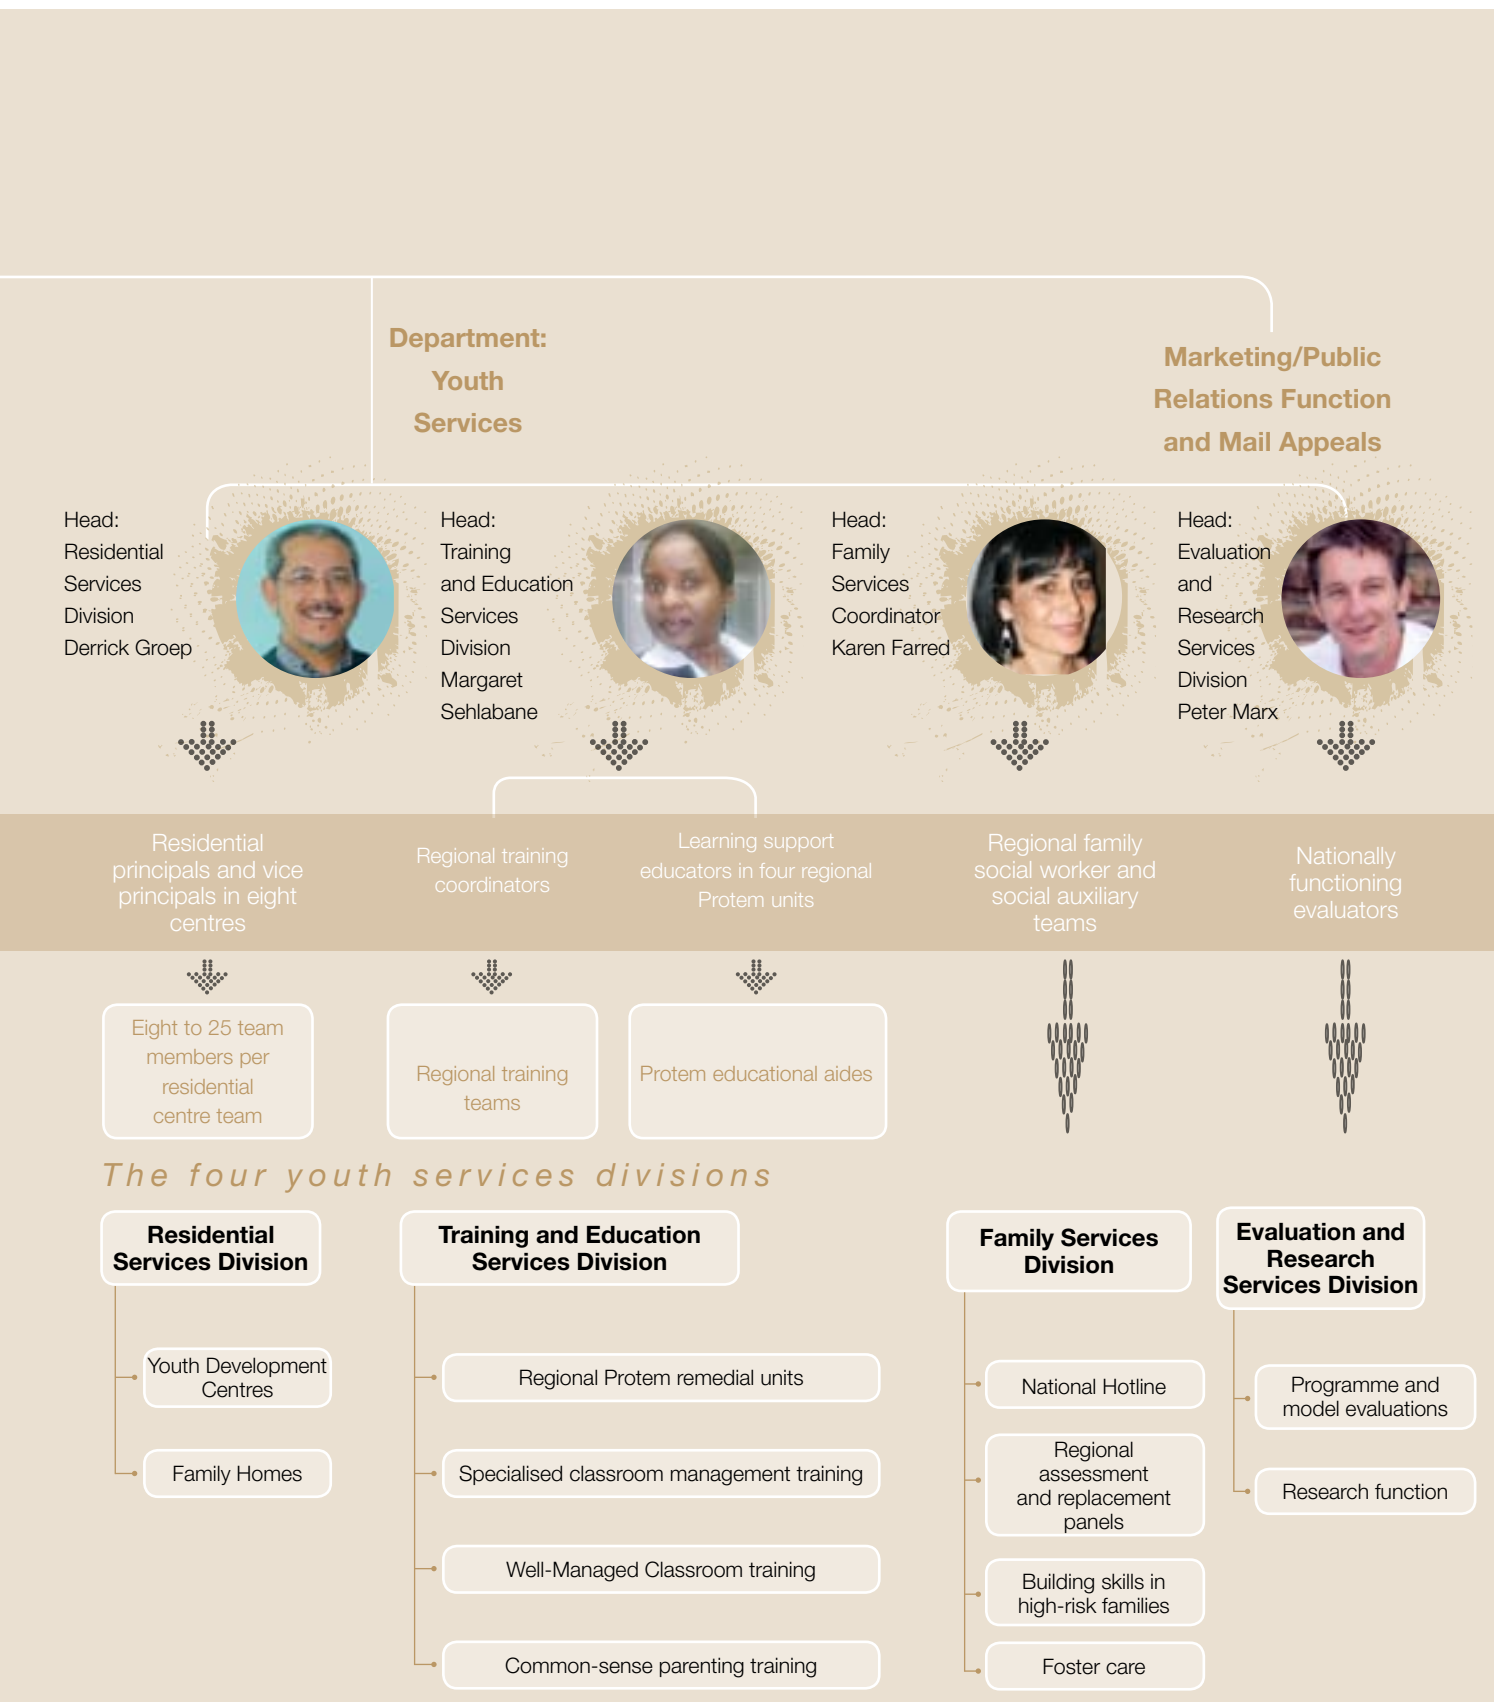 Department:
Youth
Services
Marketing/Public
Relations Function
and Mail Appeals
Head:
Residential
Services
Division
Derrick Groep
Head:
Training
and Education
Services
Division
Margaret
Sehlabane
Head:
Family
Services
Coordinator
Karen Farred
Head:
Evaluation
and
Research
Services
Division
Peter Marx
Residential
principals and vice
principals in eight
centres
Regional training
coordinators
Learning support
educators in four regional
Protem units
Regional family
social worker and
social auxiliary
teams
Nationally
functioning
evaluators
Eight to 25 team
members per
residential
centre team
Regional training
teams
Protem educational aides
The four youth services divisions
Residential
Services Division
Youth Development
Centres
Family Homes
Training and Education
Services Division
Regional Protem remedial units
Specialised classroom management training
Well-Managed Classroom training
Common-sense parenting training
Family Services
Division
National Hotline
Regional
assessment
and replacement
panels
Building skills in
high-risk families
Foster care
Evaluation and
Research
Services Division
Programme and
model evaluations
Research function